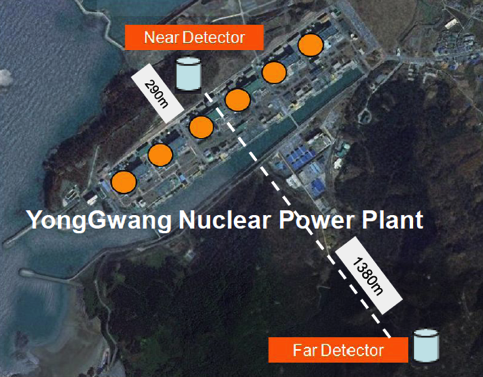 Near Detector
290m
YongGwang Nuclear Power Plant
1380m
Far Detector